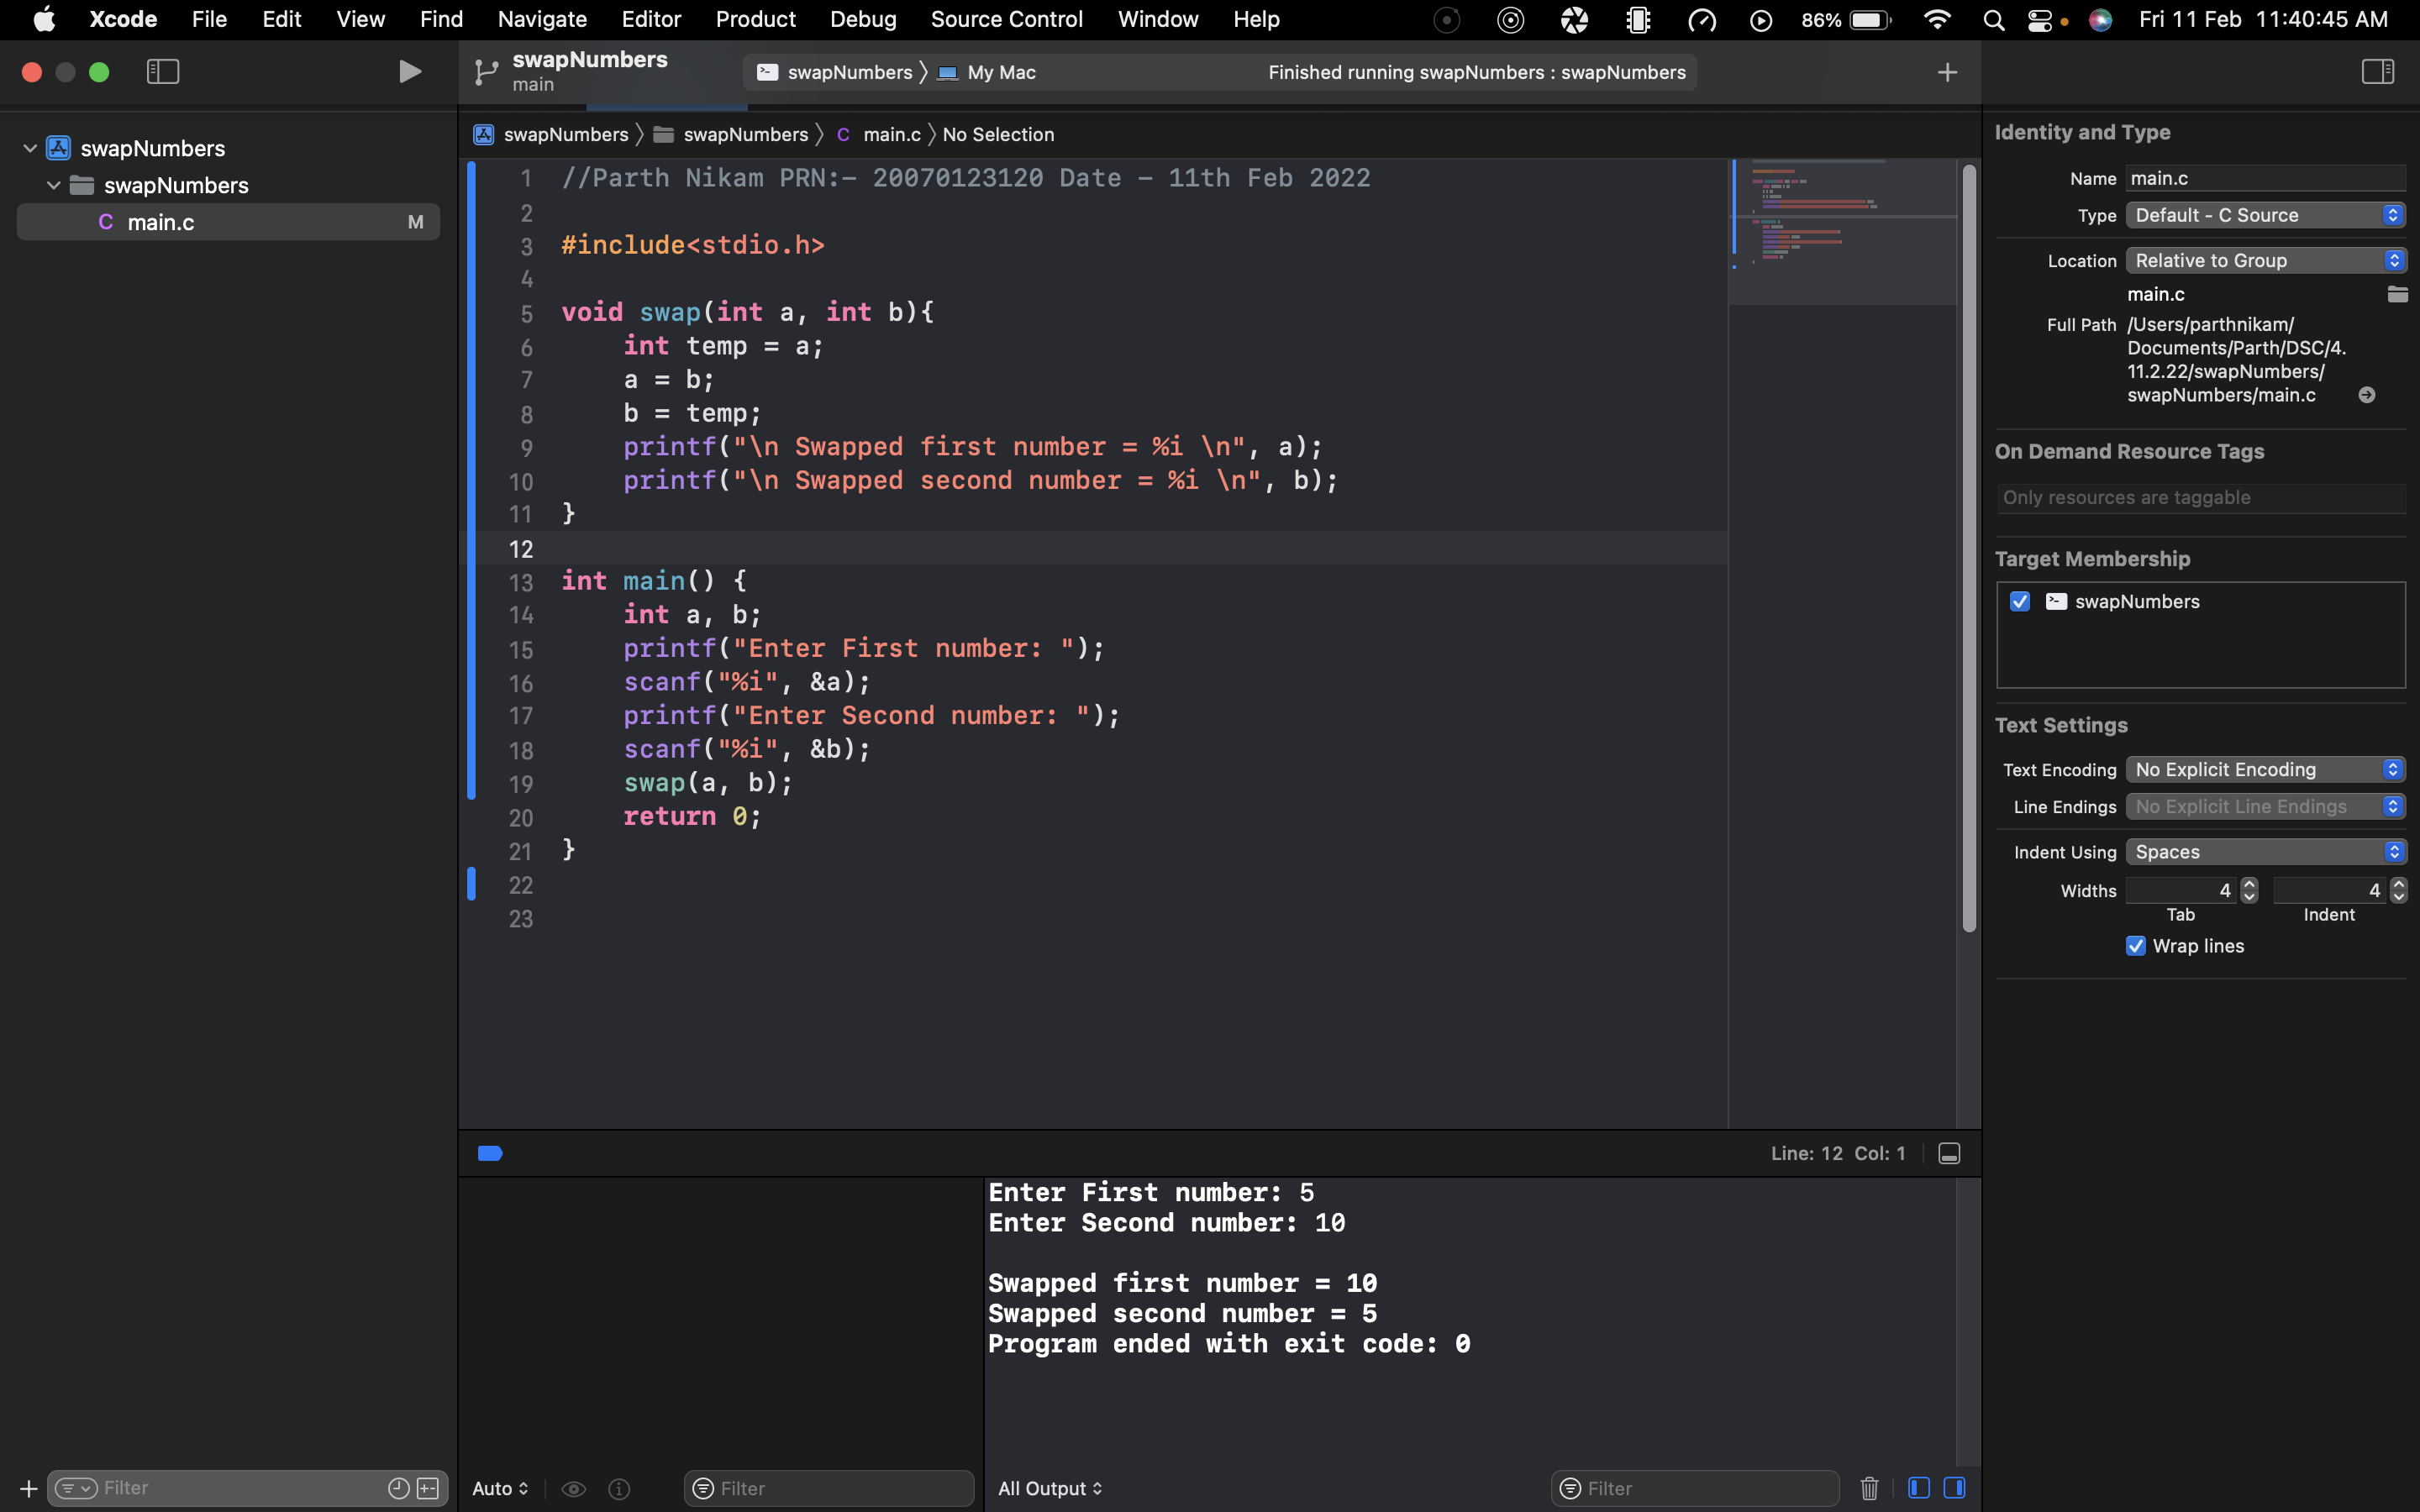 Xcode File Edit View Find Navigate Editor Product Debug Source Control Window Help 86% Fri 11 Feb 11:40:45 AM
swapNumbers
main
swapNumbers My Mac Finished running swapNumbers : swapNumbers
swapNumbers
swapNumbers
C main.c M
swapNumbers swapNumbers C main.c No Selection
1 //Parth Nikam PRN:- 20070123120 Date - 11th Feb 2022
2
3 #include<stdio.h>
4
5 void swap(int a, int b){
6 int temp = a;
7 a = b;
8 b = temp;
9 printf("\n Swapped first number = %i \n", a);
10 printf("\n Swapped second number = %i \n", b);
11 }
12
13 int main() {
14 int a, b;
15 printf("Enter First number: ");
16 scanf("%i", &a);
17 printf("Enter Second number: ");
18 scanf("%i", &b);
19 swap(a, b);
20 return 0;
21 }
22
23
Line: 12 Col: 1
Enter First number: 5
Enter Second number: 10
Swapped first number = 10
Swapped second number = 5
Program ended with exit code: 0
Filter
Auto Filter
All Output Filter
Identity and Type
Name main.c
Type Default - C Source
Location Relative to Group
main.c
Full Path /Users/parthnikam/
Documents/Parth/DSC/4.
11.2.22/swapNumbers/
swapNumbers/main.c
On Demand Resource Tags
Only resources are taggable
Target Membership
swapNumbers
Text Settings
Text Encoding No Explicit Encoding
Line Endings No Explicit Line Endings
Indent Using Spaces
Widths 4 4
Tab Indent
Wrap lines